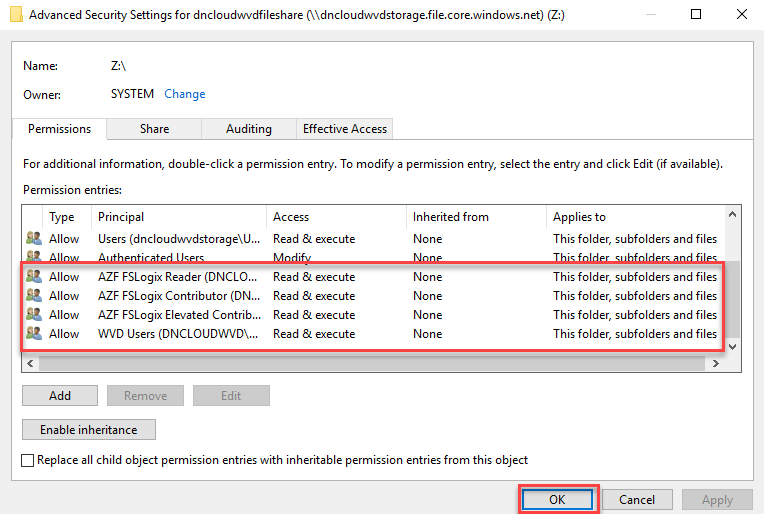 Advanced Security Settings for dncloudwvdfileshare (\\dncloudwvdstorage.file.core.windows.net) (Z:)
Name: Z:\
Owner: SYSTEM Change
Permissions Share Auditing Effective Access
For additional information, double-click a permission entry. To modify a permission entry, select the entry and click Edit (if available).
Permission entries:
Type Principal Access Inherited from Applies to
Allow Users (dncloudwvdstorage\U... Read & execute None This folder, subfolders and files
Allow Authenticated Users Modify None This folder, subfolders and files
Allow AZF FSLogix Reader (DNCLO... Read & execute None This folder, subfolders and files
Allow AZF FSLogix Contributor (DN... Read & execute None This folder, subfolders and files
Allow AZF FSLogix Elevated Contrib... Read & execute None This folder, subfolders and files
Allow WVD Users (DNCLOUDWVD\... Read & execute None This folder, subfolders and files
Add Remove Edit
Enable inheritance
Replace all child object permission entries with inheritable permission entries from this object
OK Cancel Apply